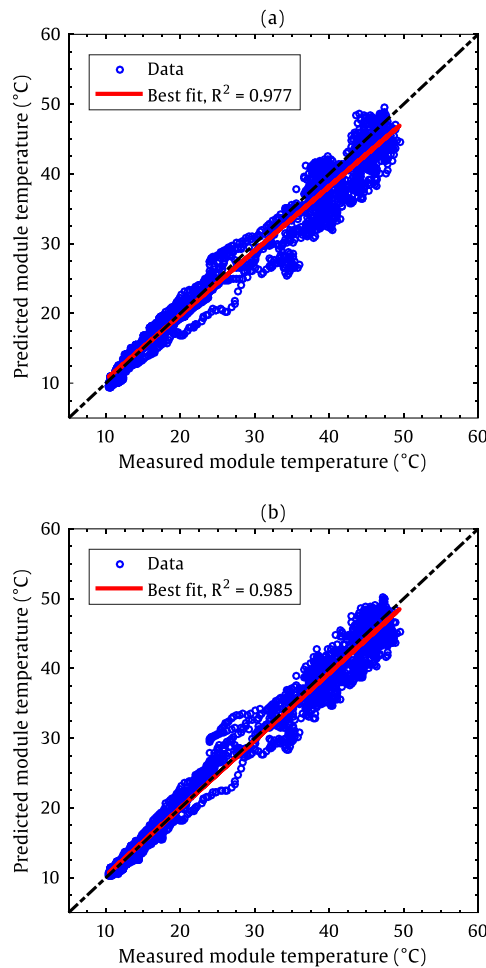 (a)
60
50
40
30
20
10
Data
Best fit, R² = 0.977
Predicted module temperature (°C)
10 20 30 40 50 60
Measured module temperature (°C)
(b)
60
50
40
30
20
10
Data
Best fit, R² = 0.985
Predicted module temperature (°C)
10 20 30 40 50 60
Measured module temperature (°C)